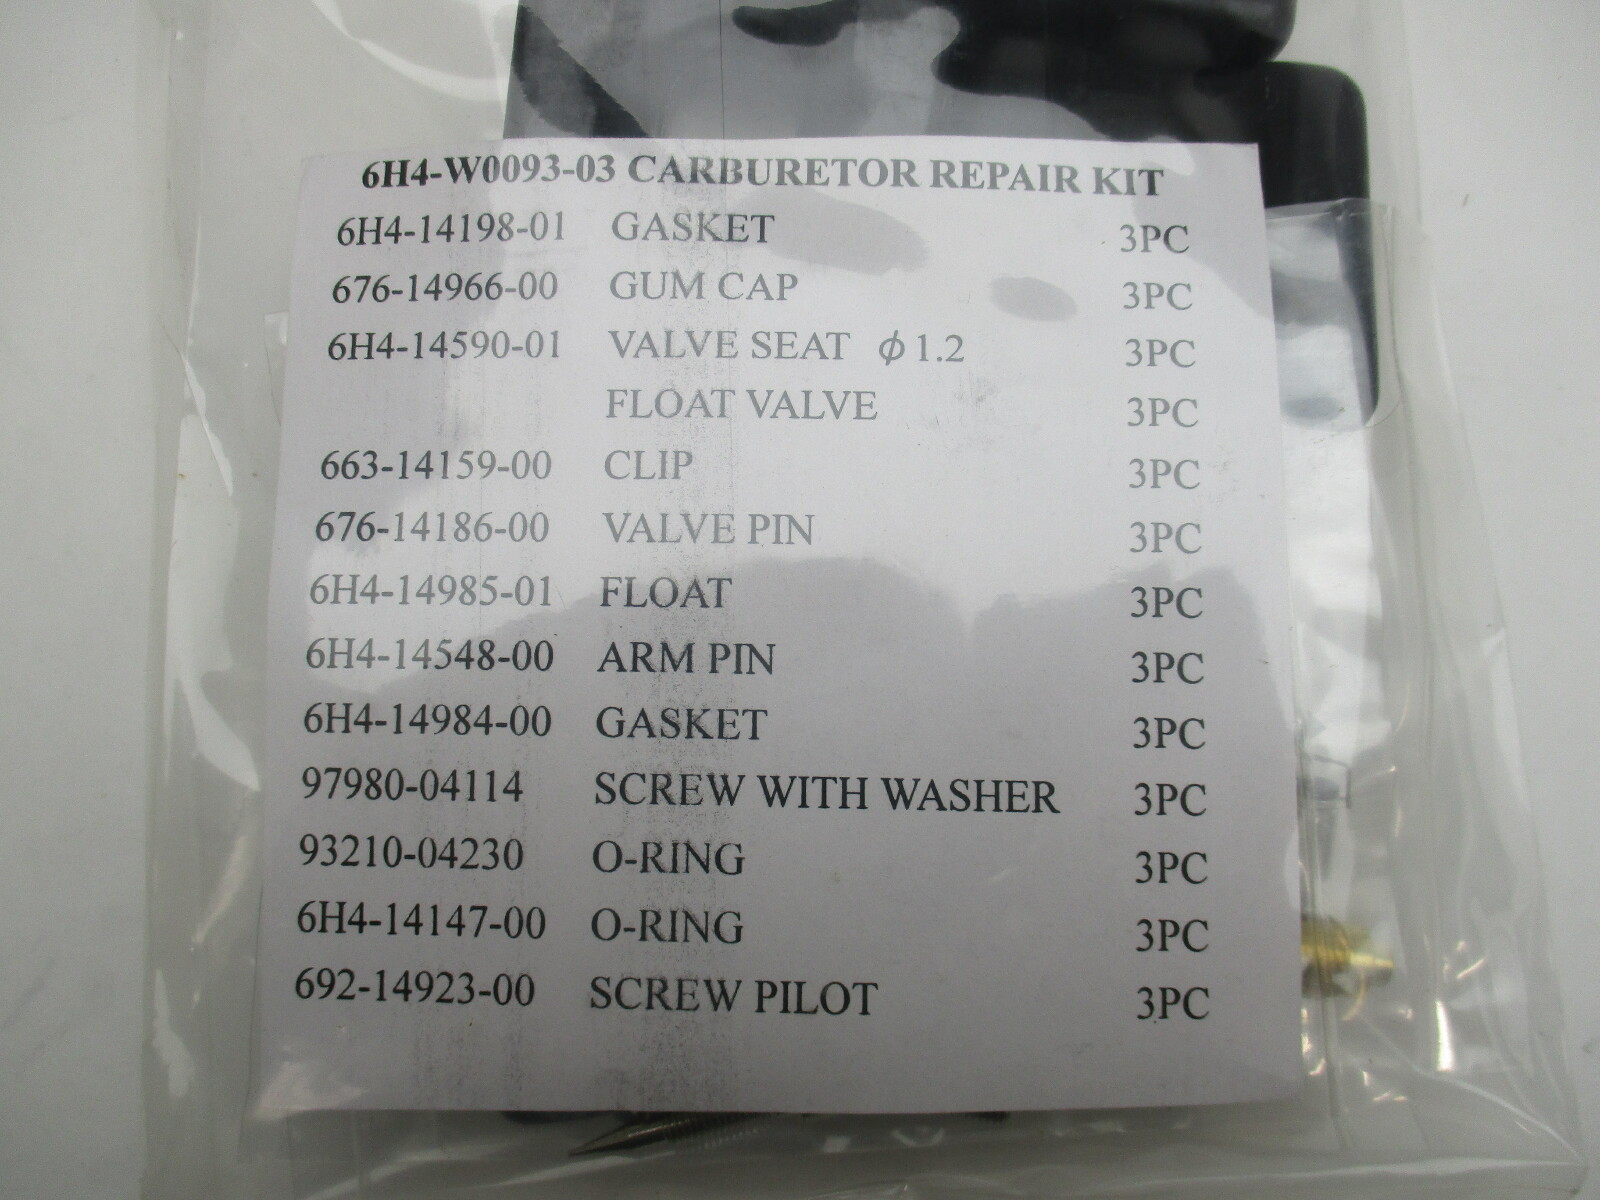 6H4-W0093-03 CARBURETOR REPAIR KIT
6H4-14198-01 GASKET 3PC
676-14966-00 GUM CAP 3PC
6H4-14590-01 VALVE SEAT ϕ1.2 3PC
FLOAT VALVE 3PC
663-14159-00 CLIP 3PC
676-14186-00 VALVE PIN 3PC
6H4-14985-01 FLOAT 3PC
6H4-14548-00 ARM PIN 3PC
6H4-14984-00 GASKET 3PC
97980-04114 SCREW WITH WASHER 3PC
93210-04230 O-RING 3PC
6H4-14147-00 O-RING 3PC
692-14923-00 SCREW PILOT 3PC